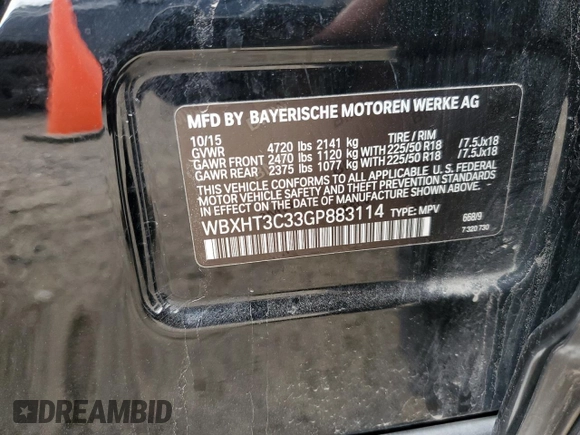 MFD BY BAYERISCHE MOTOREN WERKE AG
10/15 TIRE / RIM
GVWR 4720 lbs 2141 kg
GAWR FRONT 2470 lbs 1120 kg WITH 225/50 R18 /7.5Jx18
GAWR REAR 2375 lbs 1077 kg WITH 225/50 R18 /7.5Jx18
THIS VEHICLE CONFORMS TO ALL APPLICABLE U.S. FEDERAL
MOTOR VEHICLE SAFETY AND THEFT PREVENTION STANDARDS
IN EFFECT ON THE DATE OF MANUFACTURE SHOWN ABOVE.
WBXHT3C33GP883114 TYPE: MPV
668/9
7 320 730
DREAMBID